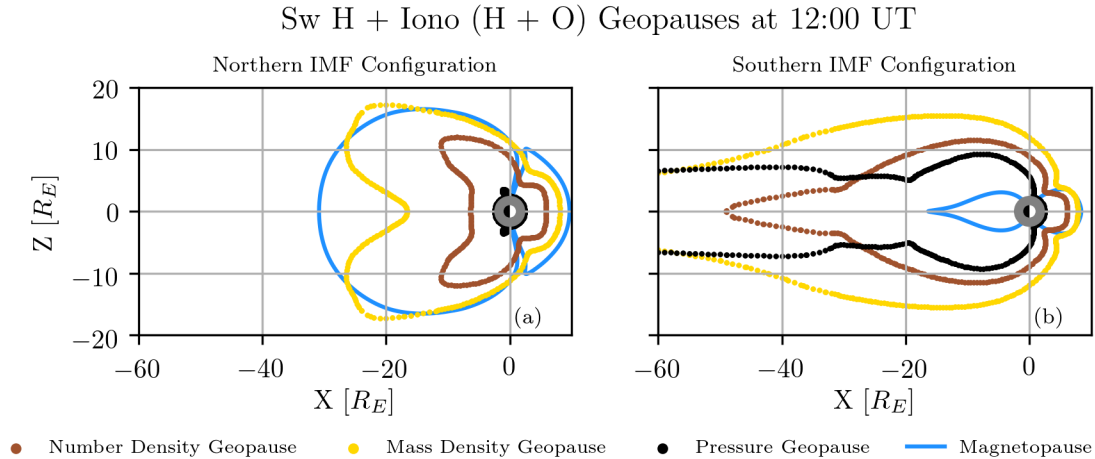 Sw H + Iono (H + O) Geopauses at 12:00 UT
Northern IMF Configuration
Southern IMF Configuration
Z [R_E]
20
10
0
−10
−20
(a)
(b)
−60
−40
−20
0
−60
−40
−20
0
X [R_E]
X [R_E]
Number Density Geopause
Mass Density Geopause
Pressure Geopause
Magnetopause